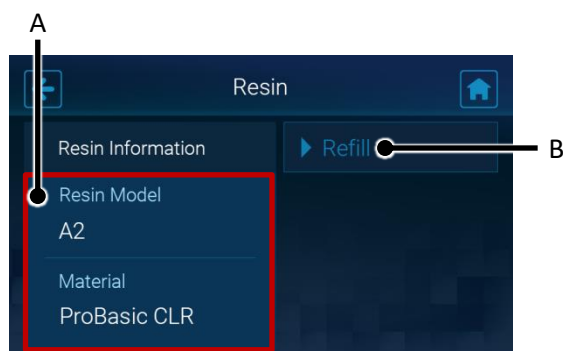 A
Resin
Resin Information
Refill
B
Resin Model
A2
Material
ProBasic CLR